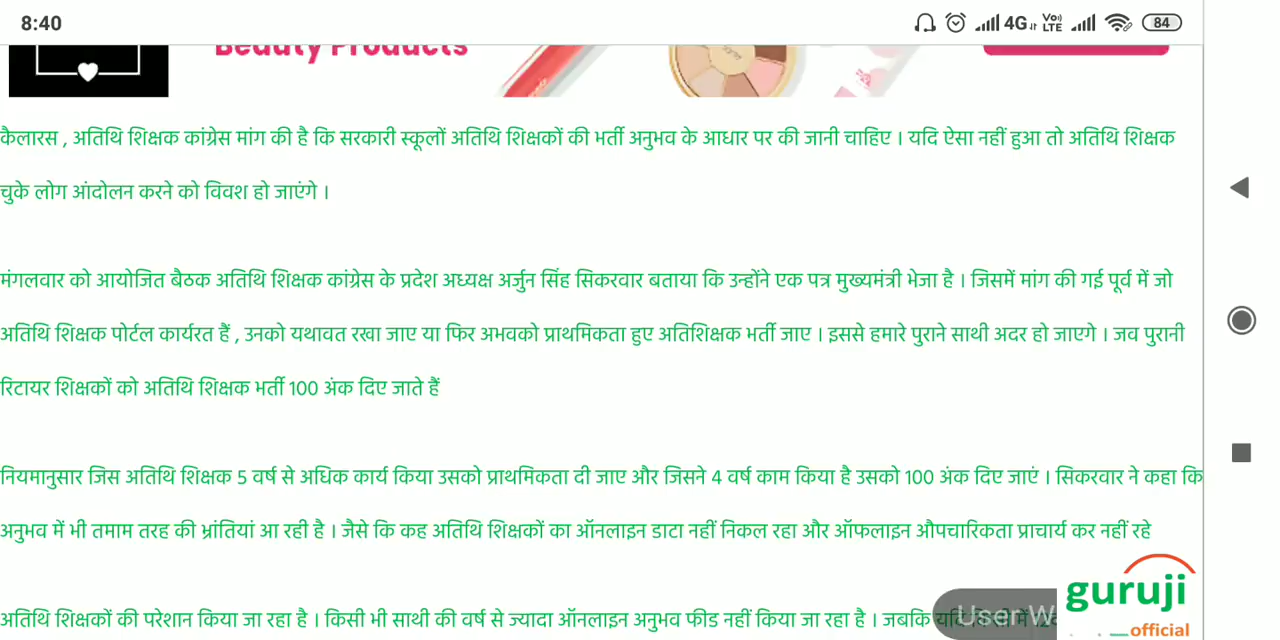 8:40
4G Vo) LTE 84
Beauty Products
कैलारस , अतिथि शिक्षक कांग्रेस मांग की है कि सरकारी स्कूलों अतिथि शिक्षकों की भर्ती अनुभव के आधार पर की जानी चाहिए । यदि ऐसा नहीं हुआ तो अतिथि शिक्षक
चुके लोग आंदोलन करने को विवश हो जाएंगे ।
मंगलवार को आयोजित बैठक अतिथि शिक्षक कांग्रेस के प्रदेश अध्यक्ष अर्जुन सिंह सिकरवार बताया कि उन्होंने एक पत्र मुख्यमंत्री भेजा है । जिसमें मांग की गई पूर्व में जो
अतिथि शिक्षक पोर्टल कार्यरत हैं , उनको यथावत रखा जाए या फिर अभवको प्राथमिकता हुए अतिशिक्षक भर्ती जाए । इससे हमारे पुराने साथी अदर हो जाएगे । जव पुरानी
रिटायर शिक्षकों को अतिथि शिक्षक भर्ती 100 अंक दिए जाते हैं
नियमानुसार जिस अतिथि शिक्षक 5 वर्ष से अधिक कार्य किया उसको प्राथमिकता दी जाए और जिसने 4 वर्ष काम किया है उसको 100 अंक दिए जाएं । सिकरवार ने कहा कि
अनुभव में भी तमाम तरह की भ्रांतियां आ रही है । जैसे कि कह अतिथि शिक्षकों का ऑनलाइन डाटा नहीं निकल रहा और ऑफलाइन औपचारिकता प्राचार्य कर नहीं रहे
अतिथि शिक्षकों की परेशान किया जा रहा है । किसी भी साथी की वर्ष से ज्यादा ऑनलाइन अनुभव फीड नहीं किया जा रहा है । जबकि यदि
User W
guruji
official